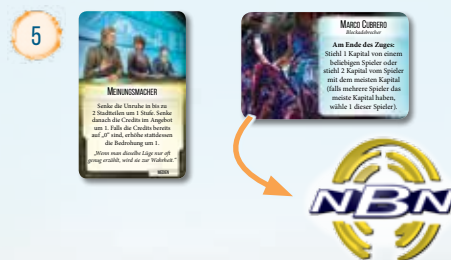 5
MEINUNGSMACHER
Senke die Unruhe in bis zu
2 Stadtteilen um 1 Stufe. Senke
danach die Credits im Angebot
um 1. Falls die Credits bereits
auf „0“ sind, erhöhe stattdessen
die Bedrohung um 1.
„Wenn man dieselbe Lüge nur oft
genug erzählt, wird sie zur Wahrheit.“
MEDIEN
MARCO CUBRERO
Blockadebrecher
Am Ende des Zuges:
Stiehl 1 Kapital von einem
beliebigen Spieler oder
stiehl 2 Kapital vom Spieler
mit dem meisten Kapital
(falls mehrere Spieler das
meiste Kapital haben,
wähle 1 dieser Spieler).
NBN